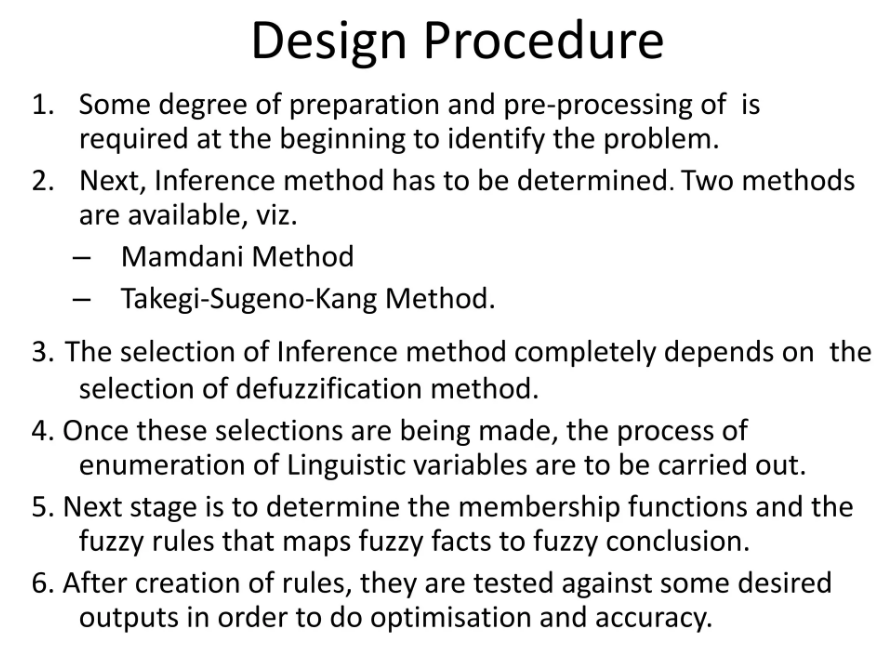 Design Procedure
1. Some degree of preparation and pre-processing of is
required at the beginning to identify the problem.
2. Next, Inference method has to be determined. Two methods
are available, viz.
– Mamdani Method
– Takegi-Sugeno-Kang Method.
3. The selection of Inference method completely depends on the
selection of defuzzification method.
4. Once these selections are being made, the process of
enumeration of Linguistic variables are to be carried out.
5. Next stage is to determine the membership functions and the
fuzzy rules that maps fuzzy facts to fuzzy conclusion.
6. After creation of rules, they are tested against some desired
outputs in order to do optimisation and accuracy.